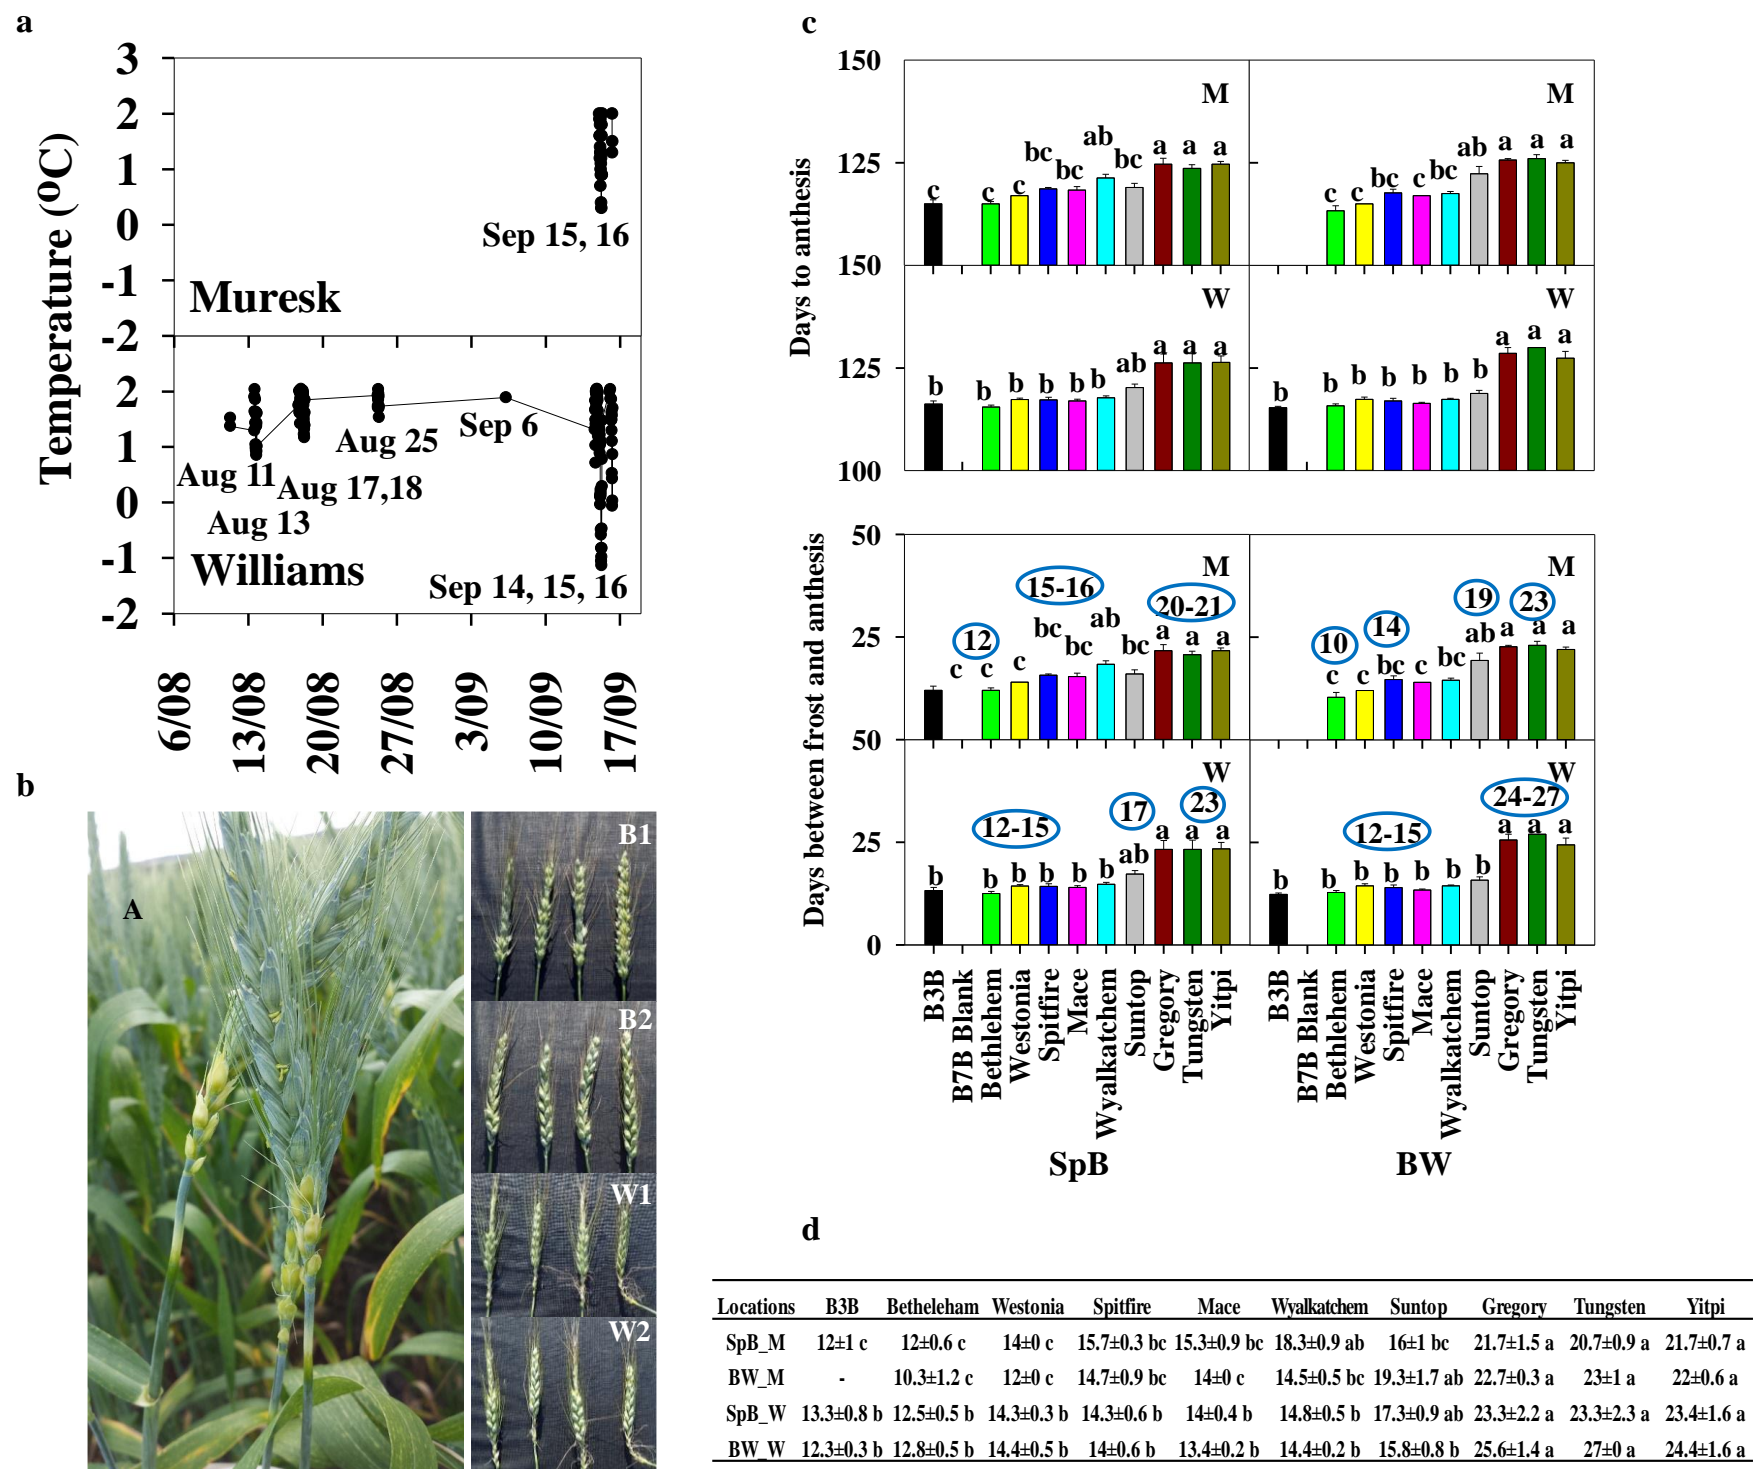 a
3
2
1
0
-1
-2
2
1
0
-1
-2
Temperature (oC)
Sep 15, 16
Muresk
Aug 11
Aug 13
Aug 17,18
Aug 25
Sep 6
Sep 14, 15, 16
Williams
6/08
13/08
20/08
27/08
3/09
10/09
17/09
b
A
B1
B2
W1
W2
c
Days to anthesis
150
125
150
125
100
M
c c c bc bc ab bc a a a
M
c c bc c bc ab a a a
W
b b b b b b ab a a a
W
b b b b b b b a a a
Days between frost and anthesis
50
25
50
25
0
M
12 15-16 20-21
c c c bc bc ab bc a a a
M
10 14 19 23
c c bc c bc ab a a a
W
12-15 17 23
b b b b b b ab a a a
W
12-15 24-27
b b b b b b b a a a
B3B
B7B Blank
Bethlehem
Westonia
Spitfire
Mace
Wyalkatchem
Suntop
Gregory
Tungsten
Yitpi
B3B
B7B Blank
Bethlehem
Westonia
Spitfire
Mace
Wyalkatchem
Suntop
Gregory
Tungsten
Yitpi
SpB
BW
d
Locations B3B Betheleham Westonia Spitfire Mace Wyalkatchem Suntop Gregory Tungsten Yitpi
SpB_M 12±1 c 12±0.6 c 14±0 c 15.7±0.3 bc 15.3±0.9 bc 18.3±0.9 ab 16±1 bc 21.7±1.5 a 20.7±0.9 a 21.7±0.7 a
BW_M - 10.3±1.2 c 12±0 c 14.7±0.9 bc 14±0 c 14.5±0.5 bc 19.3±1.7 ab 22.7±0.3 a 23±1 a 22±0.6 a
SpB_W 13.3±0.8 b 12.5±0.5 b 14.3±0.3 b 14.3±0.6 b 14±0.4 b 14.8±0.5 b 17.3±0.9 ab 23.3±2.2 a 23.3±2.3 a 23.4±1.6 a
BW_W 12.3±0.3 b 12.8±0.5 b 14.4±0.5 b 14±0.6 b 13.4±0.2 b 14.4±0.2 b 15.8±0.8 b 25.6±1.4 a 27±0 a 24.4±1.6 a